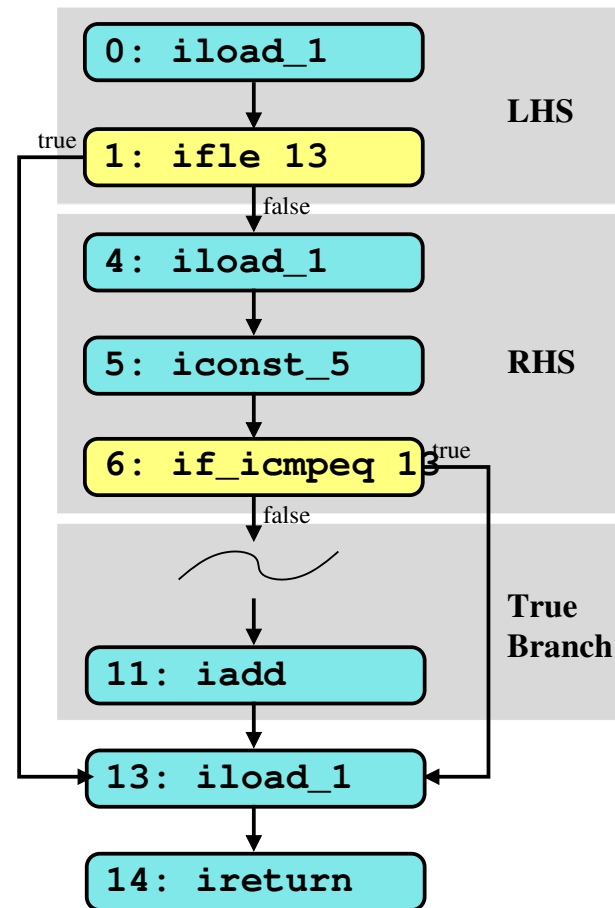 0: iload_1
LHS
true
1: ifle 13
false
4: iload_1
5: iconst_5
RHS
6: if_icmpeq 13
true
false
True
Branch
11: iadd
13: iload_1
14: ireturn